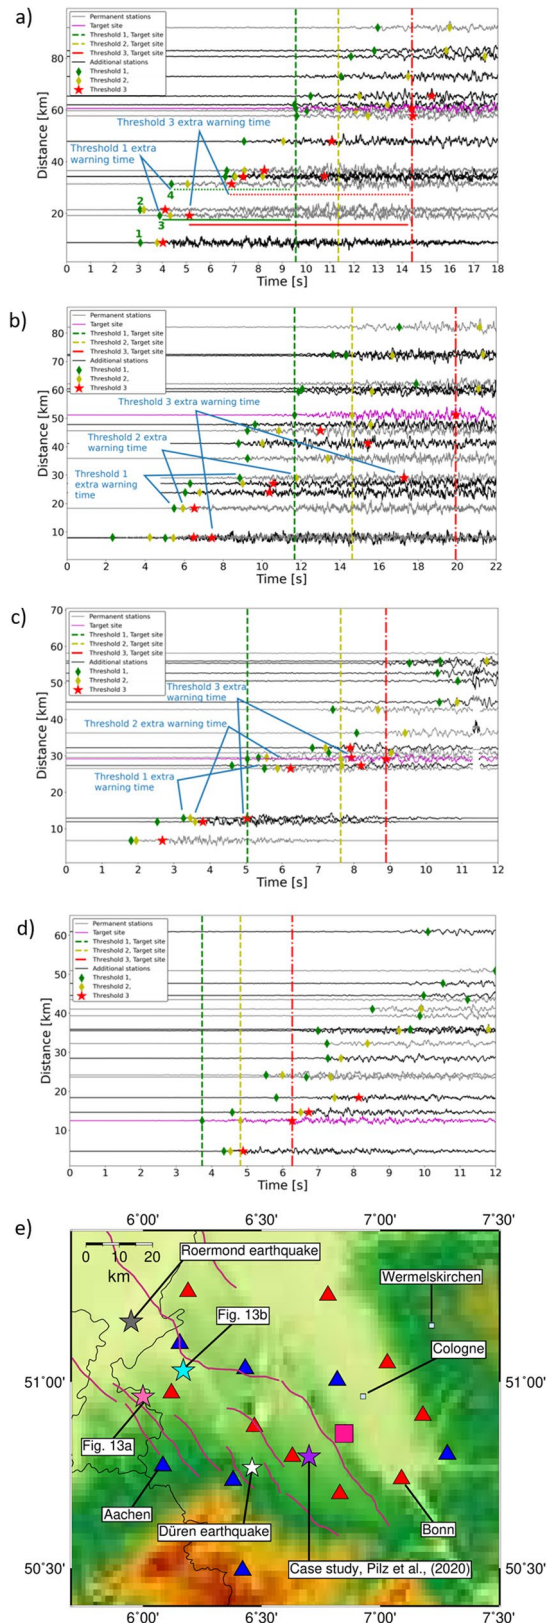 a)
Permanent stations
Target site
Threshold 1, Target site
Threshold 2, Target site
Threshold 3, Target site
Additional stations
Threshold 1,
Threshold 2,
Threshold 3
Threshold 3 extra warning time
Threshold 1 extra
warning time
4
2
3
1
Distance [km]
80
60
40
20
0 1 2 3 4 5 6 7 8 9 10 11 12 13 14 15 16 17 18
Time [s]
b)
Permanent stations
Target site
Threshold 1, Target site
Threshold 2, Target site
Threshold 3, Target site
Additional stations
Threshold 1,
Threshold 2,
Threshold 3
Threshold 3 extra warning time
Threshold 2 extra
warning time
Threshold 1
extra warning
time
Distance [km]
80
70
60
50
40
30
20
10
0 2 4 6 8 10 12 14 16 18 20 22
Time [s]
c)
Permanent stations
Target site
Threshold 1, Target site
Threshold 2, Target site
Threshold 3, Target site
Additional stations
Threshold 1,
Threshold 2,
Threshold 3
Threshold 3 extra
warning time
Threshold 2 extra warning time
Threshold 1 extra
warning time
Distance [km]
70
60
50
40
30
20
10
0 1 2 3 4 5 6 7 8 9 10 11 12
Time [s]
d)
Permanent stations
Target site
Threshold 1, Target site
Threshold 2, Target site
Threshold 3, Target site
Additional stations
Threshold 1,
Threshold 2,
Threshold 3
Distance [km]
60
50
40
30
20
10
0 1 2 3 4 5 6 7 8 9 10 11 12
Time [s]
e)
6°00' 6°30' 7°00' 7°30'
0 10 20
km
Roermond earthquake
Wermelskirchen
Fig. 13b
Cologne
51°00' 51°00'
Fig. 13a
Aachen
Düren earthquake
Bonn
Case study, Pilz et al., (2020)
50°30' 50°30'
6°00' 6°30' 7°00' 7°30'